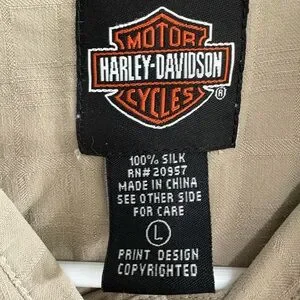 MOTOR
HARLEY-DAVIDSON
CYCLES
®
100% SILK
RN# 20957
MADE IN CHINA
SEE OTHER SIDE
FOR CARE
L
PRINT DESIGN
COPYRIGHTED